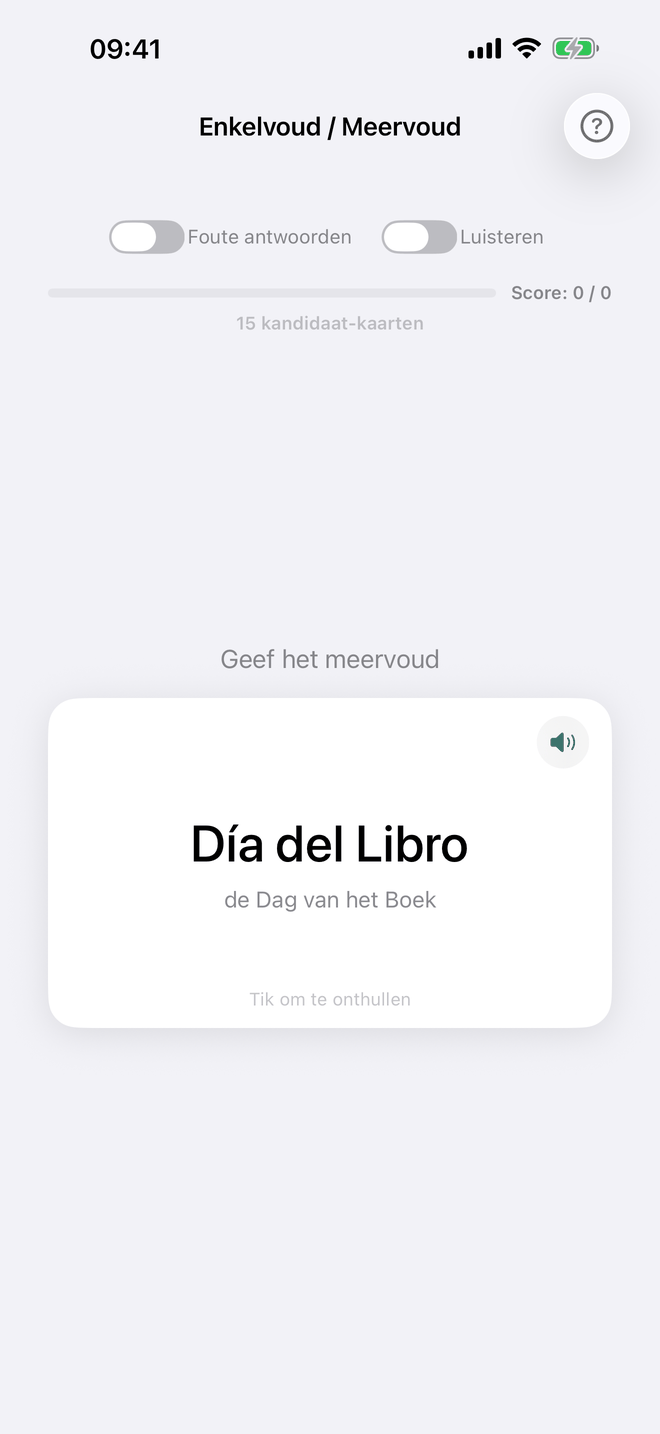 09:41
Enkelvoud / Meervoud
?
Foute antwoorden Luisteren
Score: 0 / 0
15 kandidaat-kaarten
Geef het meervoud
Día del Libro
de Dag van het Boek
Tik om te onthullen